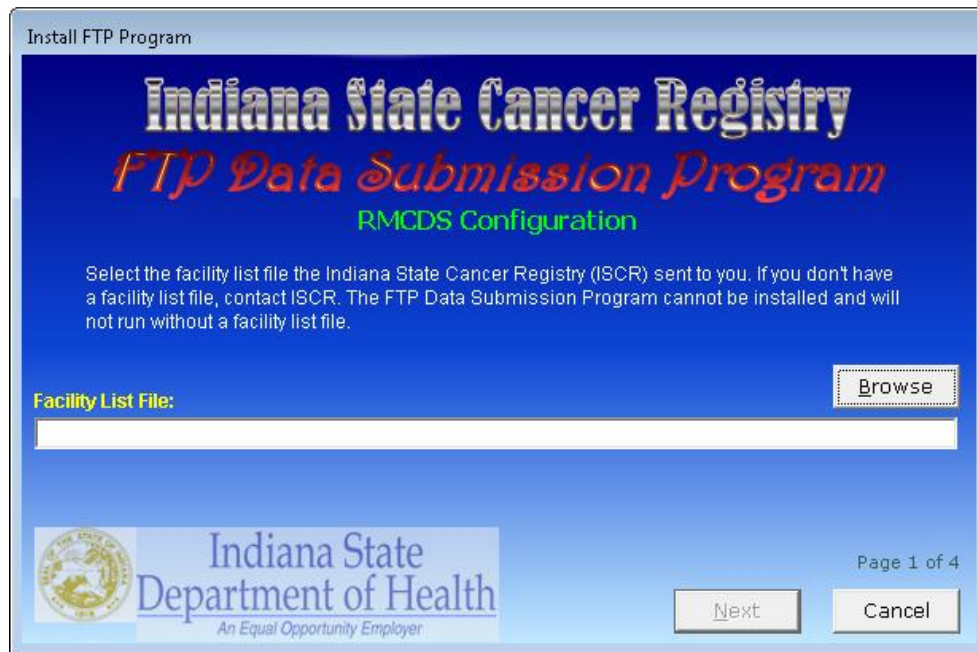 Install FTP Program
Indiana State Cancer Registry
FTP Data Submission Program
RMCDS Configuration
Select the facility list file the Indiana State Cancer Registry (ISCR) sent to you. If you don't have
a facility list file, contact ISCR. The FTP Data Submission Program cannot be installed and will
not run without a facility list file.
Browse
Facility List File:
Indiana State
Department of Health
An Equal Opportunity Employer
Page 1 of 4
Next
Cancel